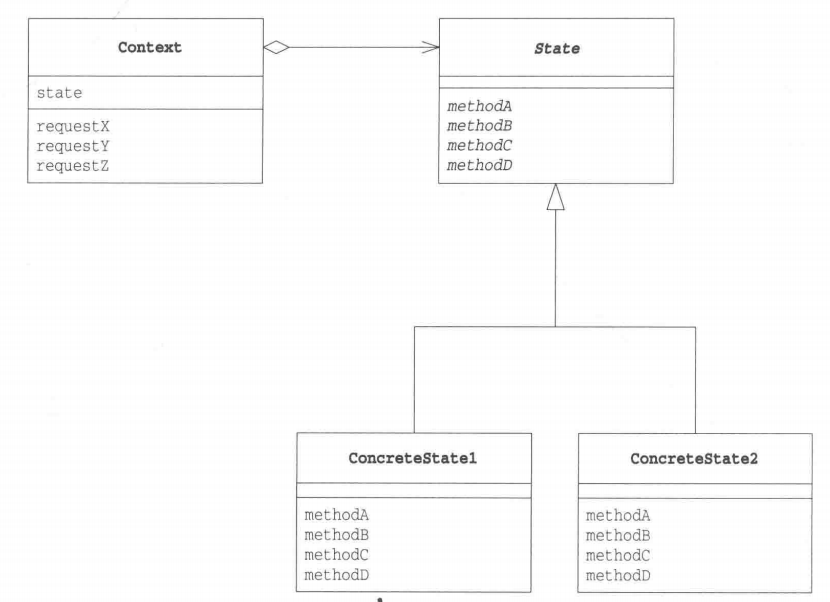 Context
state
requestX
requestY
requestZ
State
methodA
methodB
methodC
methodD
ConcreteState1
methodA
methodB
methodC
methodD
ConcreteState2
methodA
methodB
methodC
methodD